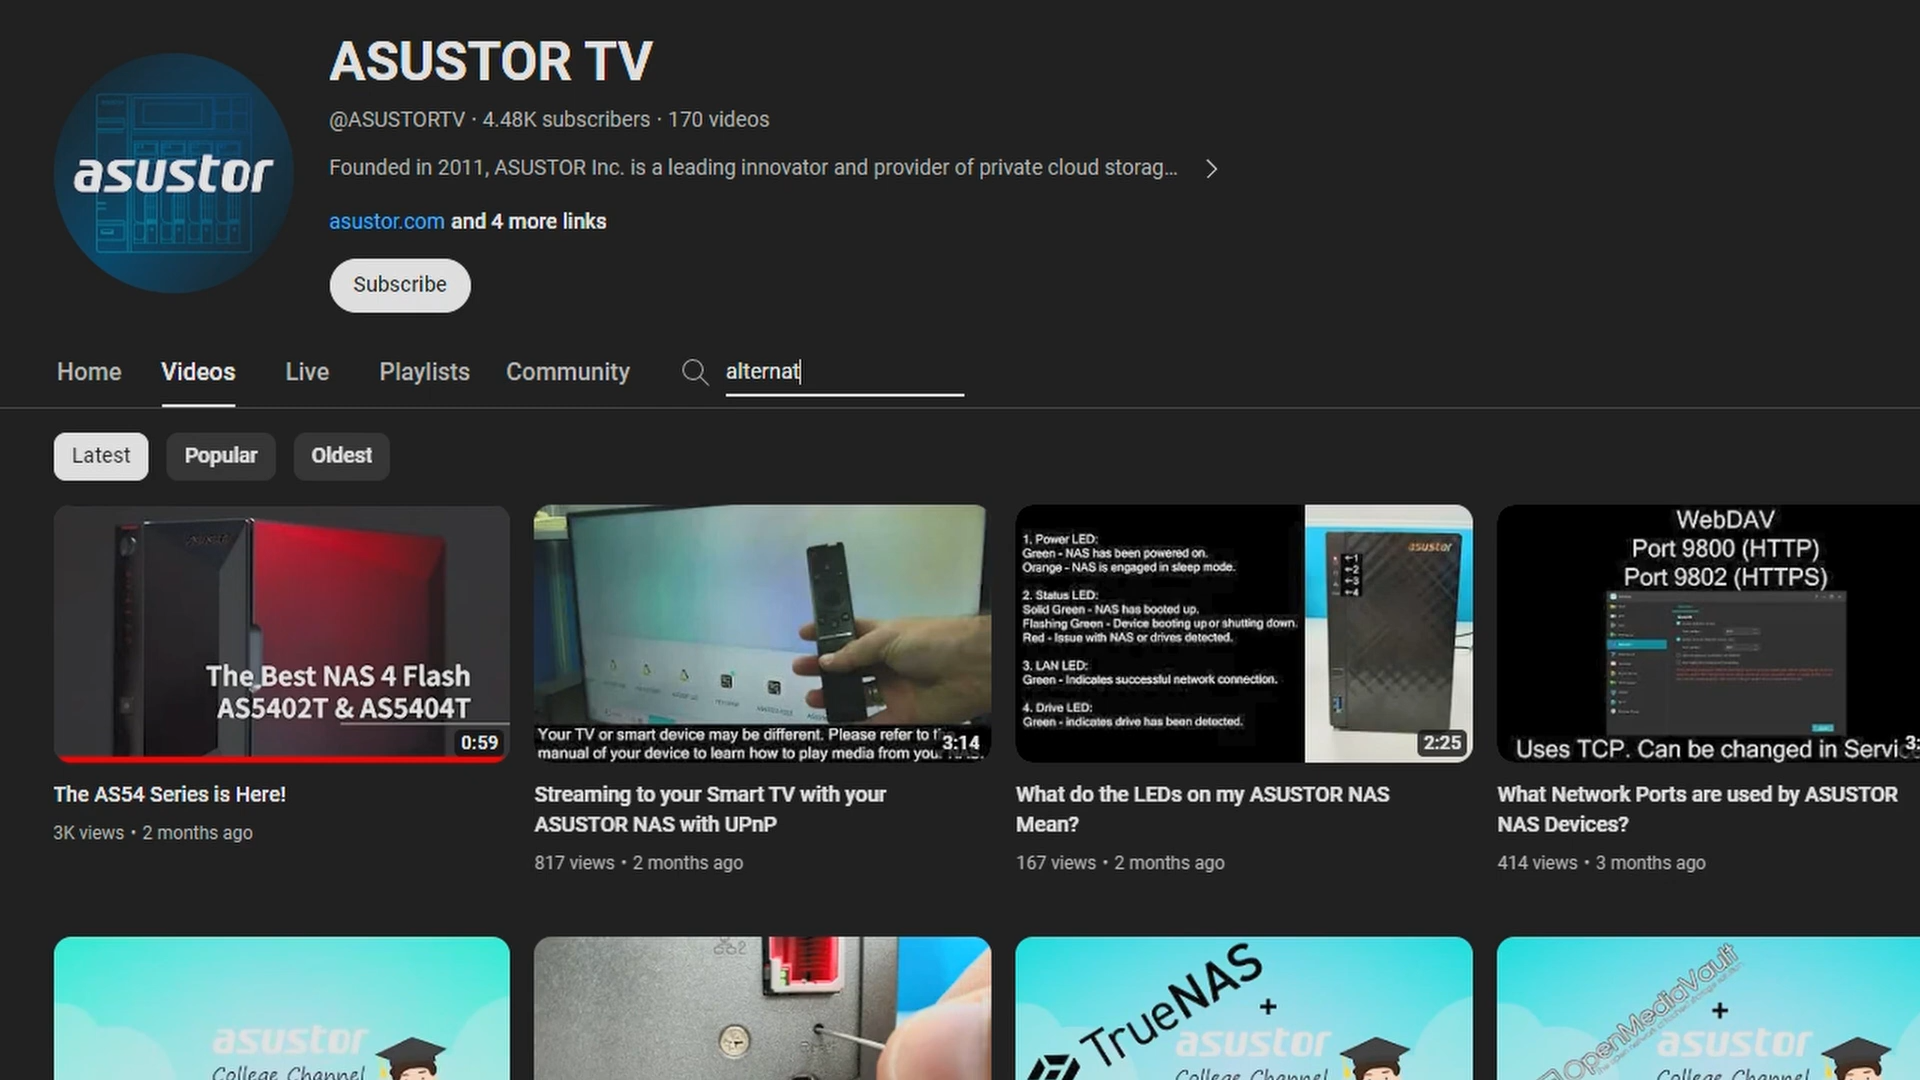 ASUSTOR TV
@ASUSTORTV · 4.48K subscribers · 170 videos
Founded in 2011, ASUSTOR Inc. is a leading innovator and provider of private cloud storag...
asustor
asustor.com and 4 more links
Subscribe
Home
Videos
Live
Playlists
Community
alternat
Latest
Popular
Oldest
The Best NAS 4 Flash
AS5402T & AS5404T
0:59
Your TV or smart device may be different. Please refer to
manual of your device to learn how to play media from you
3:14
1. Power LED:
Green - NAS has been powered on.
Orange - NAS is engaged in sleep mode.
2. Status LED:
Solid Green - NAS has booted up.
Flashing Green - Device booting up or shutting down.
Red - Issue with NAS or drives detected.
3. LAN LED:
Green - Indicates successful network connection.
4. Drive LED:
Green - indicates drive has been detected.
asustor
1
2
3
4
2:25
WebDAV
Port 9800 (HTTP)
Port 9802 (HTTPS)
Uses TCP. Can be changed in Servi
3:
The AS54 Series is Here!
3K views • 2 months ago
Streaming to your Smart TV with your
ASUSTOR NAS with UPnP
817 views • 2 months ago
What do the LEDs on my ASUSTOR NAS
Mean?
167 views • 2 months ago
What Network Ports are used by ASUSTOR
NAS Devices?
414 views • 3 months ago
asustor
College Channel
2
TrueNAS
+
asustor
College Channel
OpenMediaVault
+
asustor
College Channel